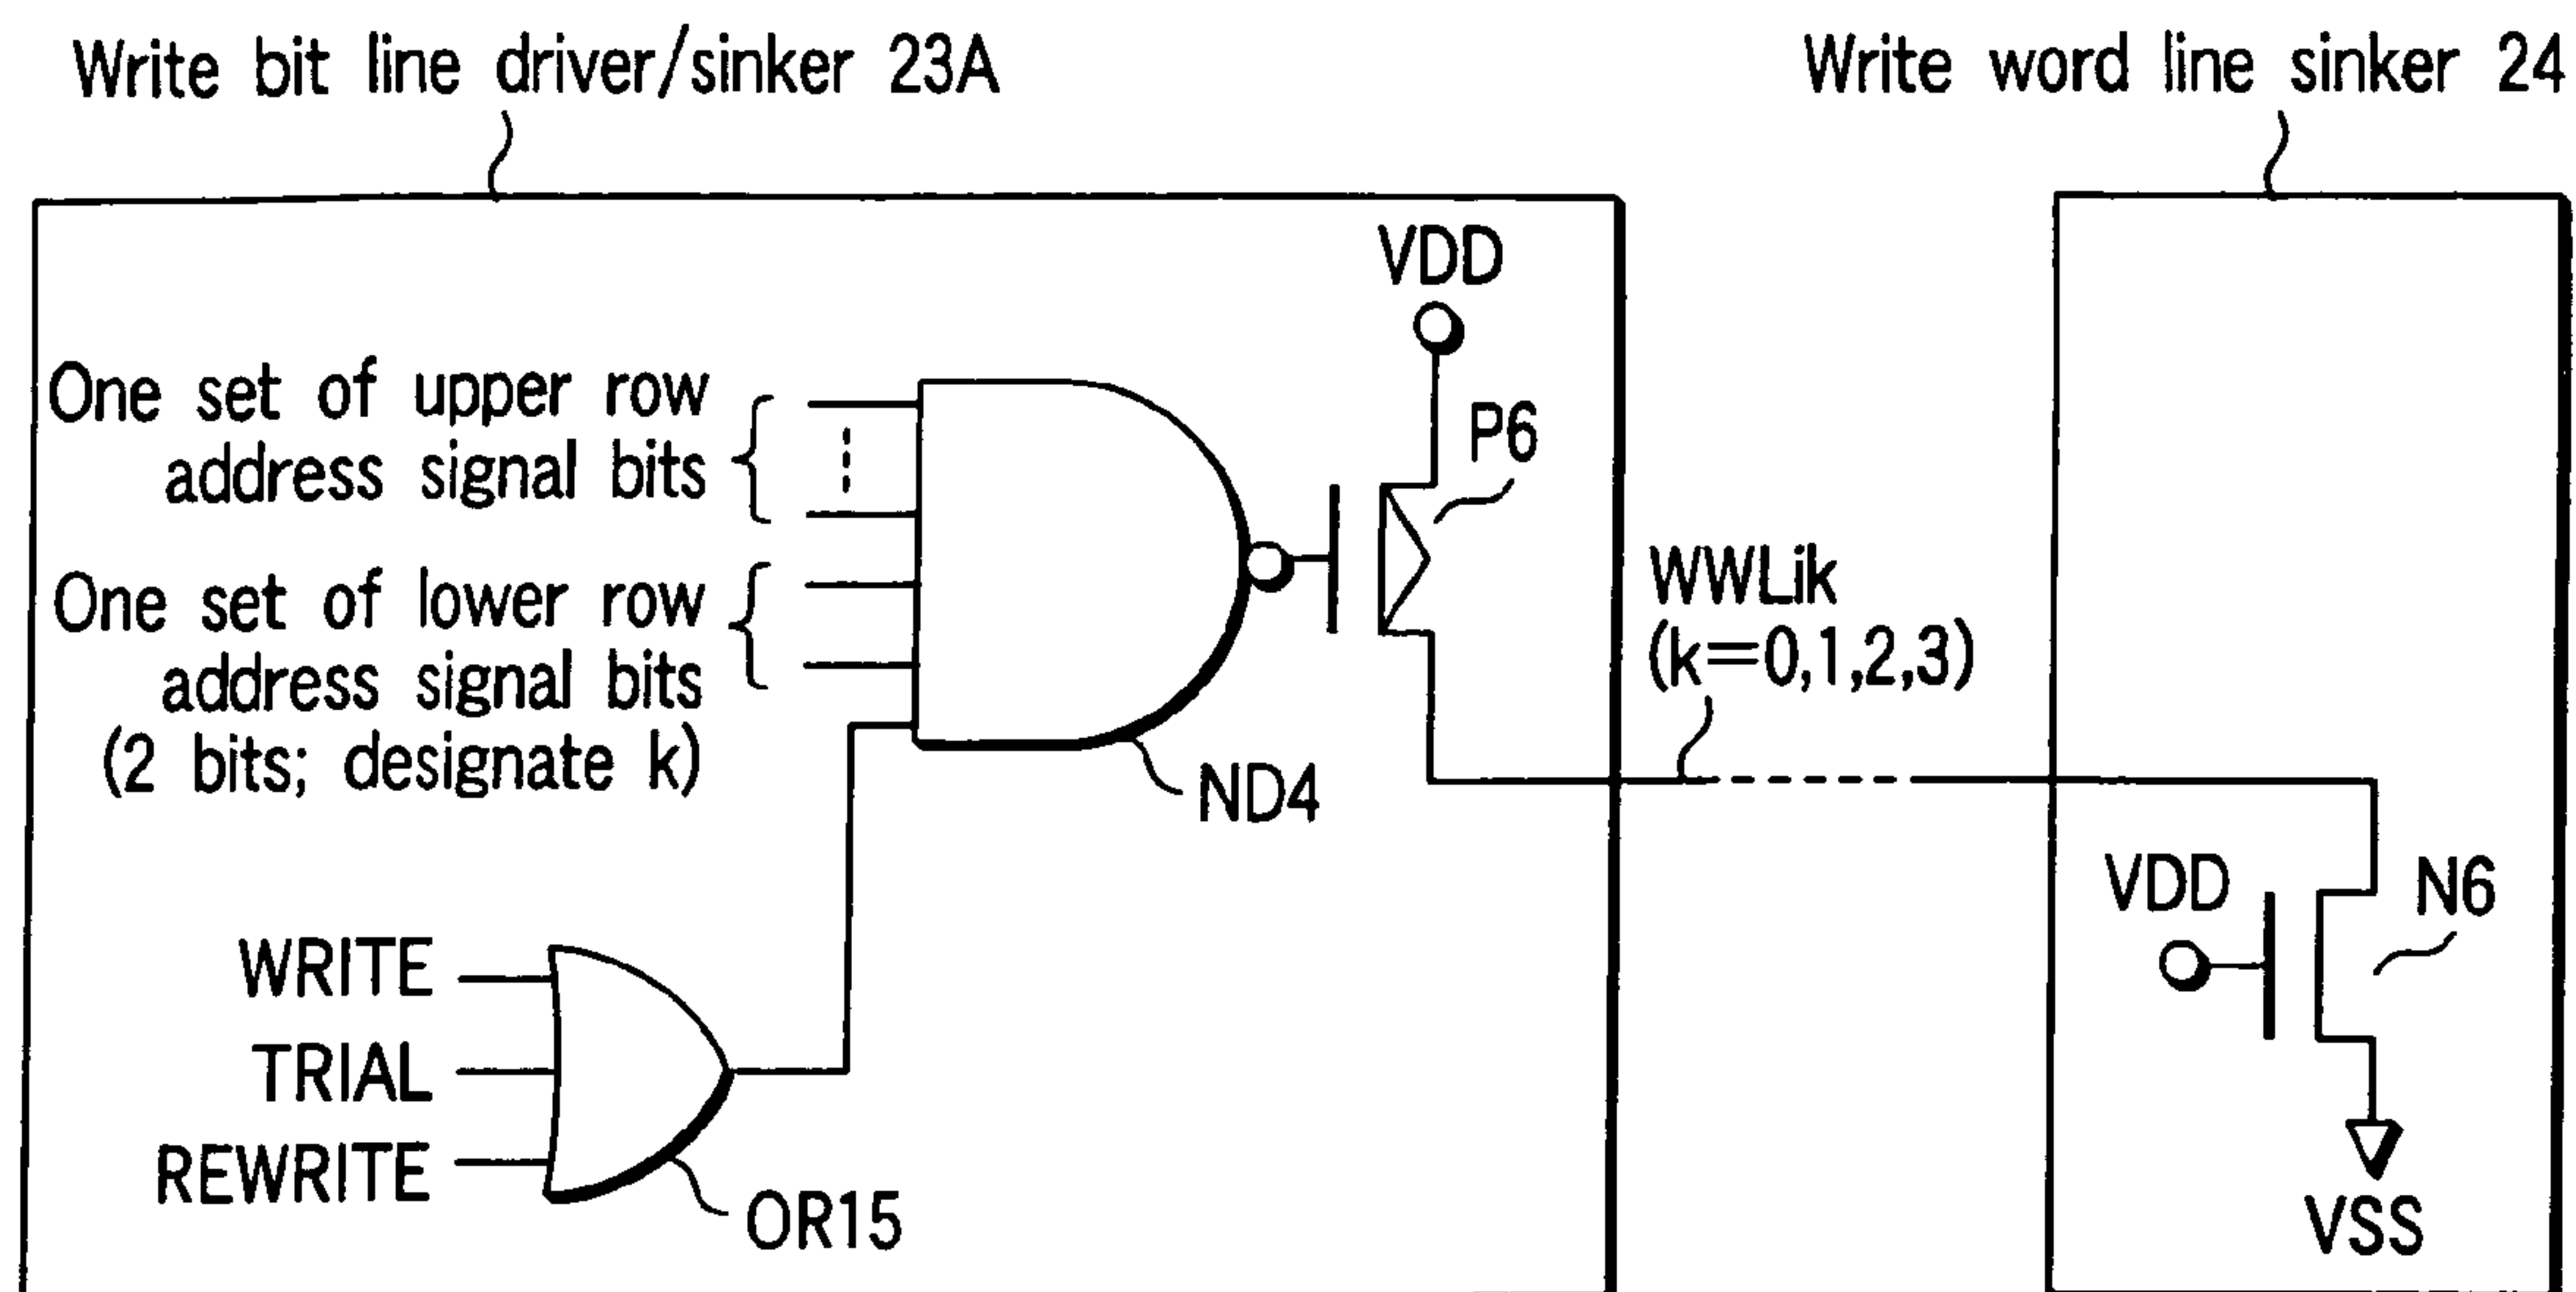 Write bit line driver/sinker 23A
Write word line sinker 24
VDD
P6
One set of upper row
address signal bits
One set of lower row
address signal bits
(2 bits; designate k)
ND4
WWLik
(k=0,1,2,3)
VDD
N6
VSS
WRITE
TRIAL
REWRITE
OR15